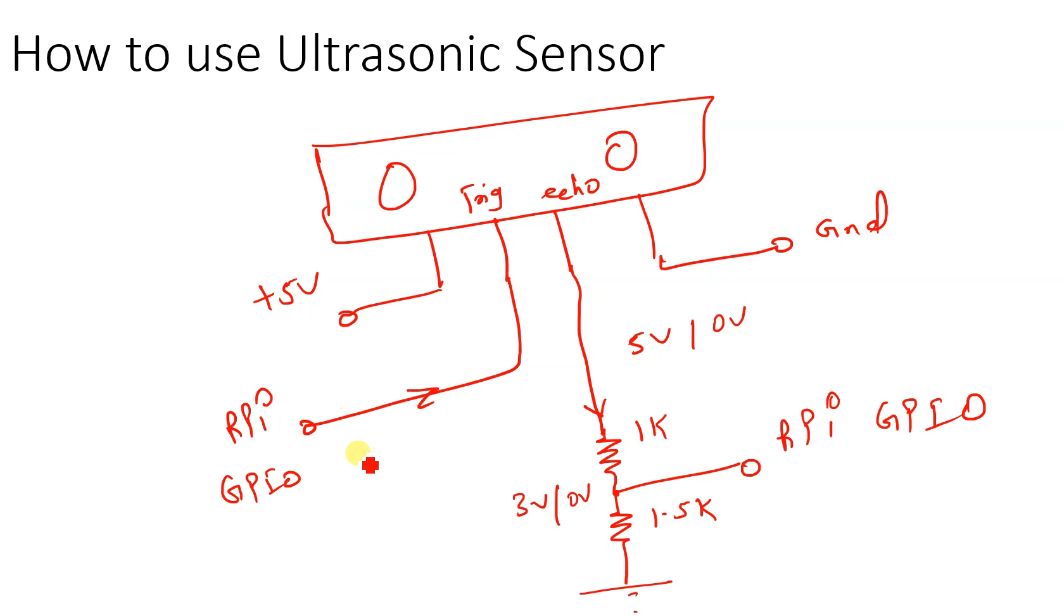 How to use Ultrasonic Sensor
Trig echo
Gnd
+5V
5V | 0V
RPi
GPIO
1K
RPi GPIO
3V/0V
1.5K